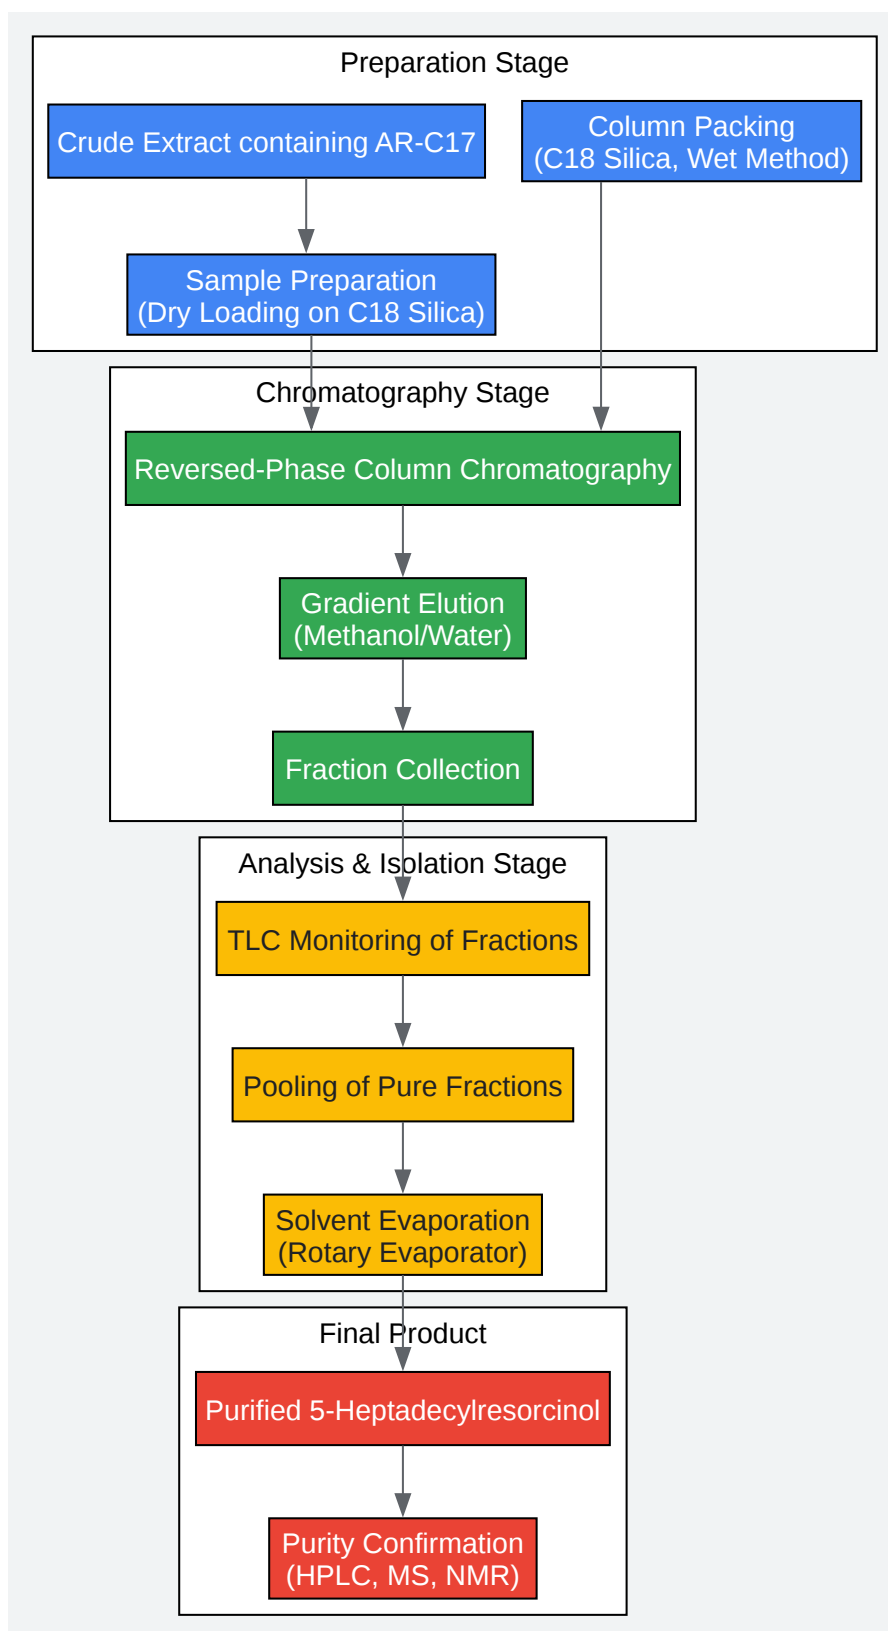 Preparation Stage
Crude Extract containing AR-C17
Column Packing
(C18 Silica, Wet Method)
Sample Preparation
(Dry Loading on C18 Silica)
Chromatography Stage
Reversed-Phase Column Chromatography
Gradient Elution
(Methanol/Water)
Fraction Collection
Analysis & Isolation Stage
TLC Monitoring of Fractions
Pooling of Pure Fractions
Solvent Evaporation
(Rotary Evaporator)
Final Product
Purified 5-Heptadecylresorcinol
Purity Confirmation
(HPLC, MS, NMR)